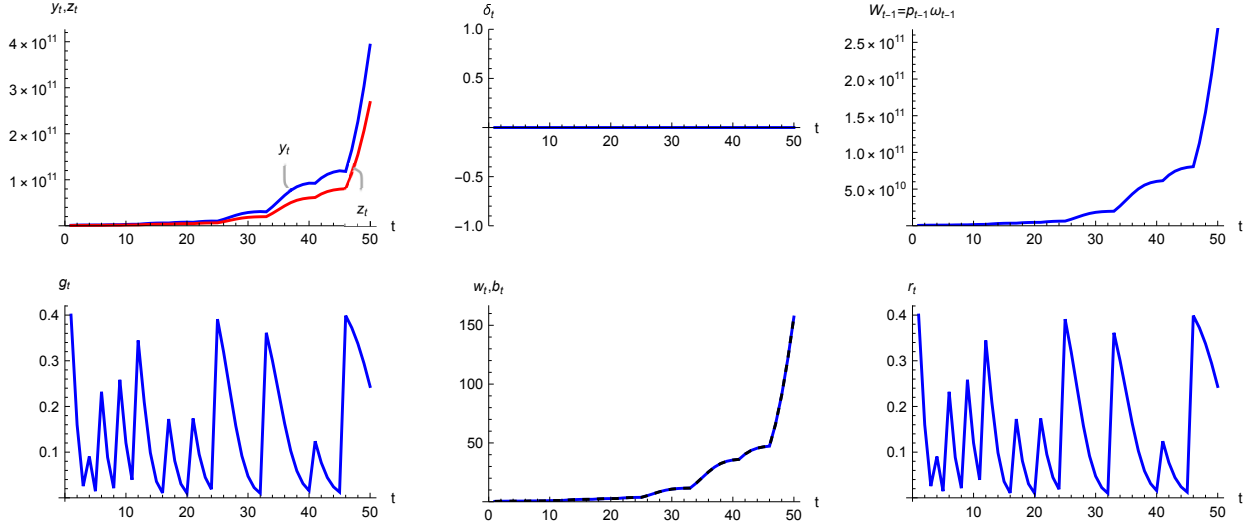 y_t,z_t
4 × 10^11
3 × 10^11
2 × 10^11
1 × 10^11
y_t
z_t
0 10 20 30 40 50 t
δ_t
1.0
0.5
-0.5
-1.0
10 20 30 40 50 t
W_{t-1}=p_{t-1} ω_{t-1}
2.5 × 10^11
2.0 × 10^11
1.5 × 10^11
1.0 × 10^11
5.0 × 10^10
0 10 20 30 40 50 t
g_t
0.4
0.3
0.2
0.1
0 10 20 30 40 50 t
w_t,b_t
150
100
50
0 10 20 30 40 50 t
r_t
0.4
0.3
0.2
0.1
0 10 20 30 40 50 t